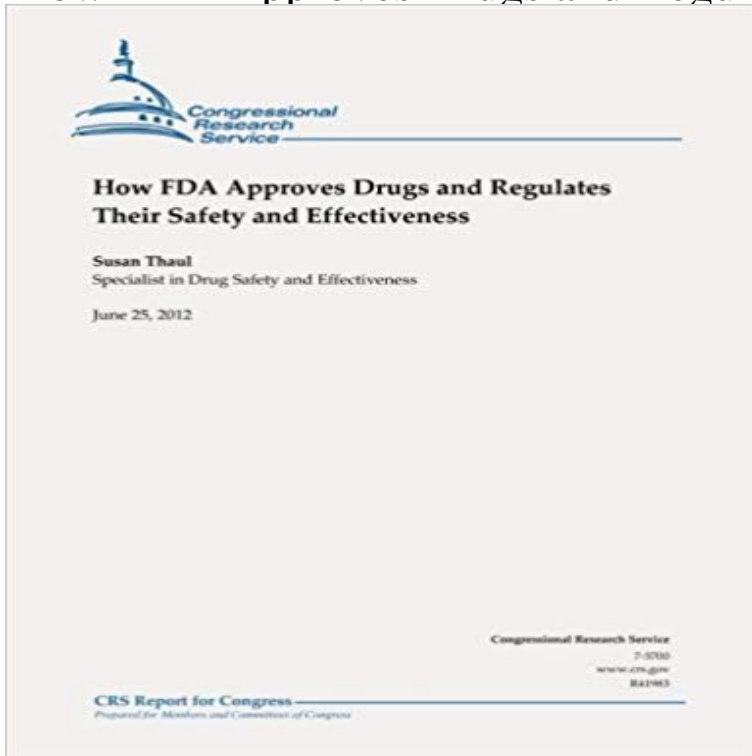 Congressional
Research
Service
How FDA Approves Drugs and Regulates
Their Safety and Effectiveness
Susan Thaul
Specialist in Drug Safety and Effectiveness
June 25, 2012
Congressional Research Service
7-5700
www.crs.gov
R41983
CRS Report for Congress
Prepared for Members and Committees of Congress